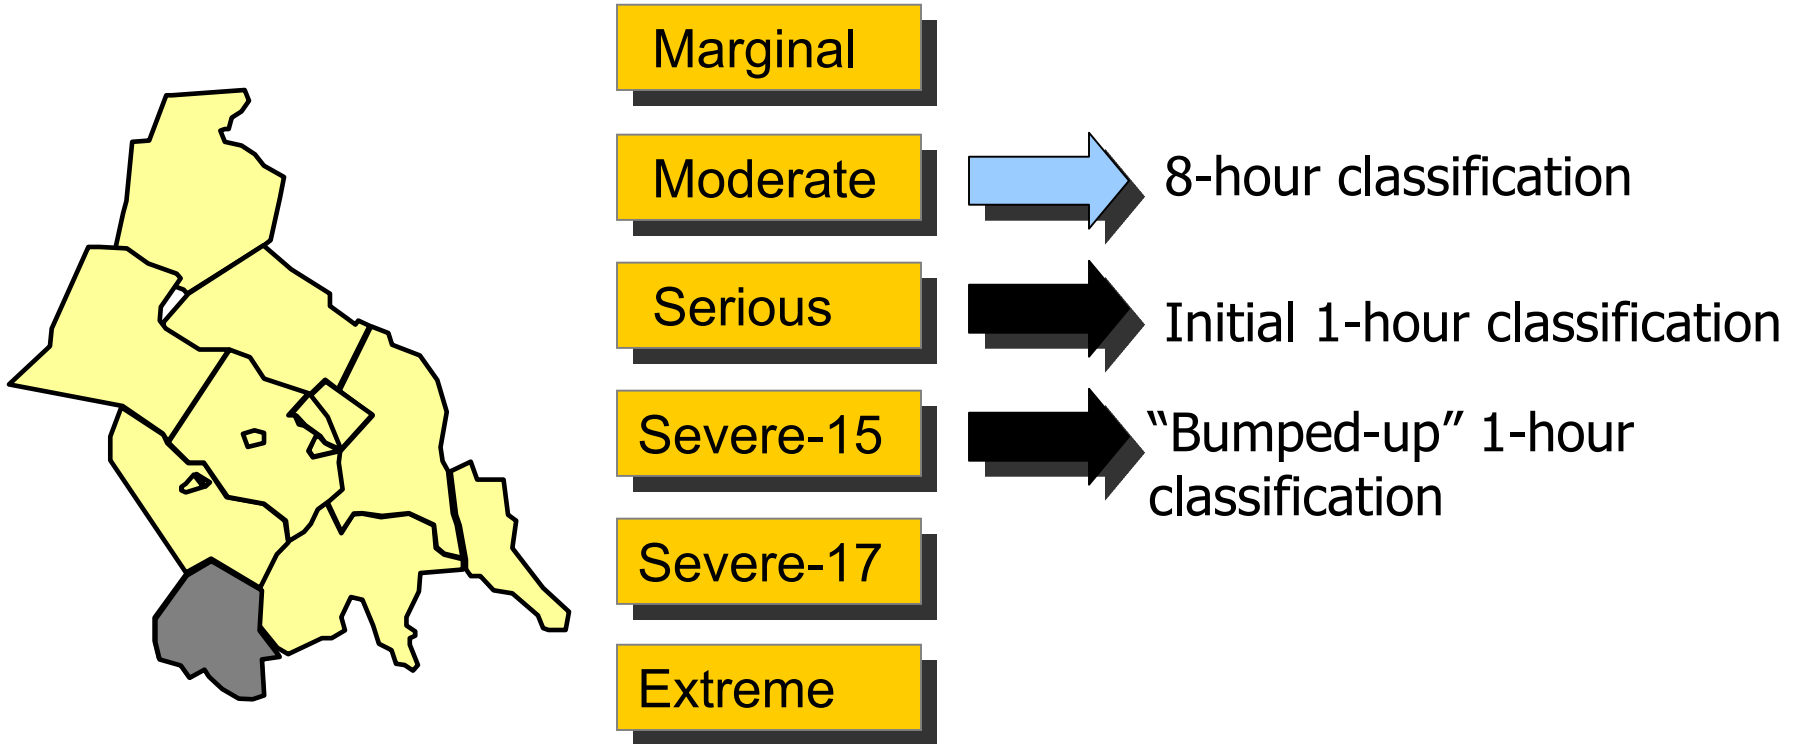 Marginal
Moderate
8-hour classification
Serious
Initial 1-hour classification
Severe-15
“Bumped-up” 1-hour
classification
Severe-17
Extreme